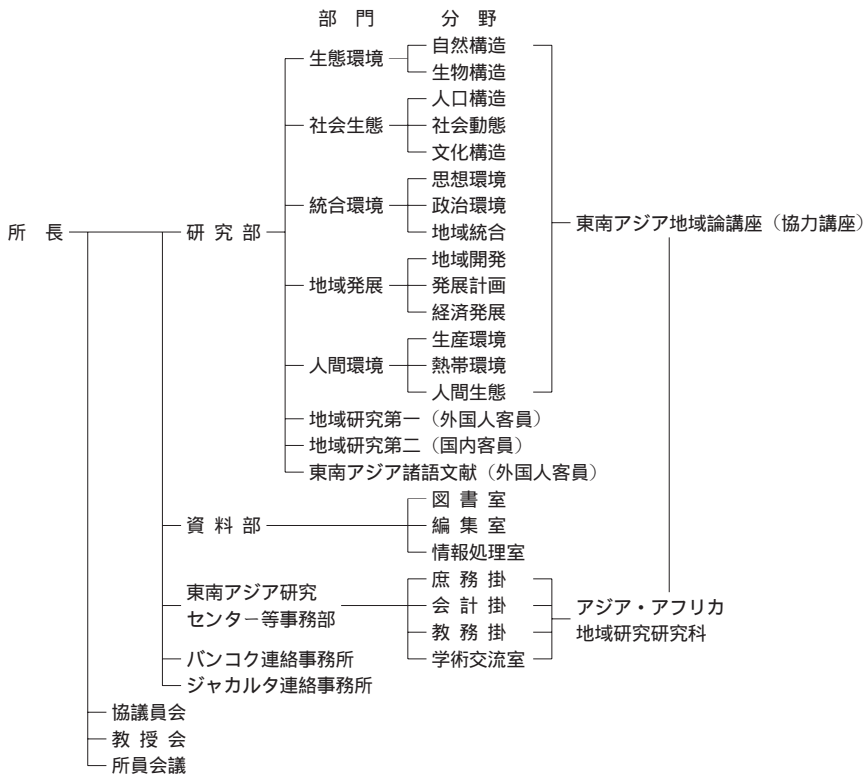 部　門　分　野
自然構造
生態環境
生物構造
人口構造
社会生態　社会動態
文化構造
思想環境
統合環境　政治環境
地域統合
所　長　研 究 部　東南アジア地域論講座（協力講座）
地域開発
地域発展　発展計画
経済発展
生産環境
人間環境　熱帯環境
人間生態
地域研究第一（外国人客員）
地域研究第二（国内客員）
東南アジア諸語文献（外国人客員）
図 書 室
資 料 部　編 集 室
情報処理室
庶 務 掛
東南アジア研究
センター等事務部
会 計 掛
教 務 掛
学術交流室
アジア・アフリカ
地域研究研究科
バンコク連絡事務所
ジャカルタ連絡事務所
協議員会
教 授 会
所員会議